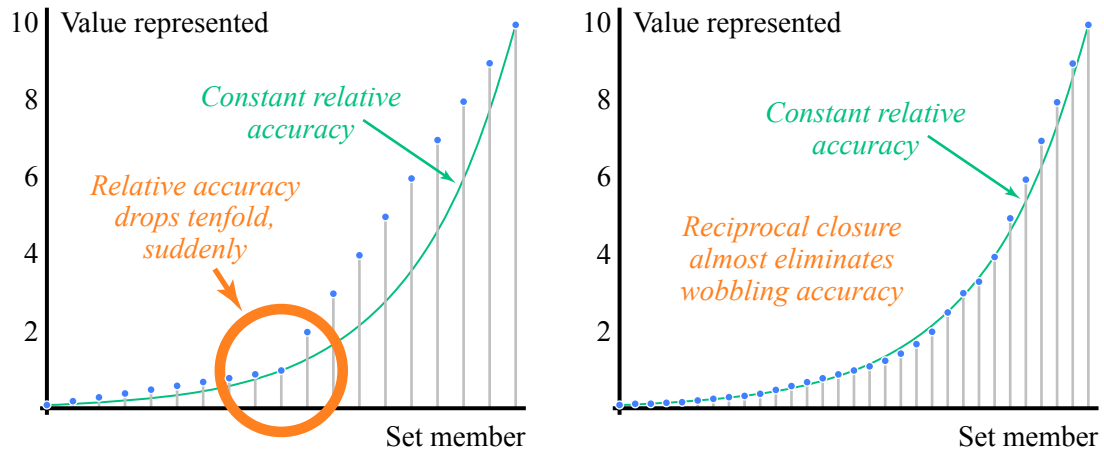 10
Value represented
8
6
4
2
Constant relative
accuracy
Relative accuracy
drops tenfold,
suddenly
Set member
10
Value represented
8
6
4
2
Constant relative
accuracy
Reciprocal closure
almost eliminates
wobbling accuracy
Set member